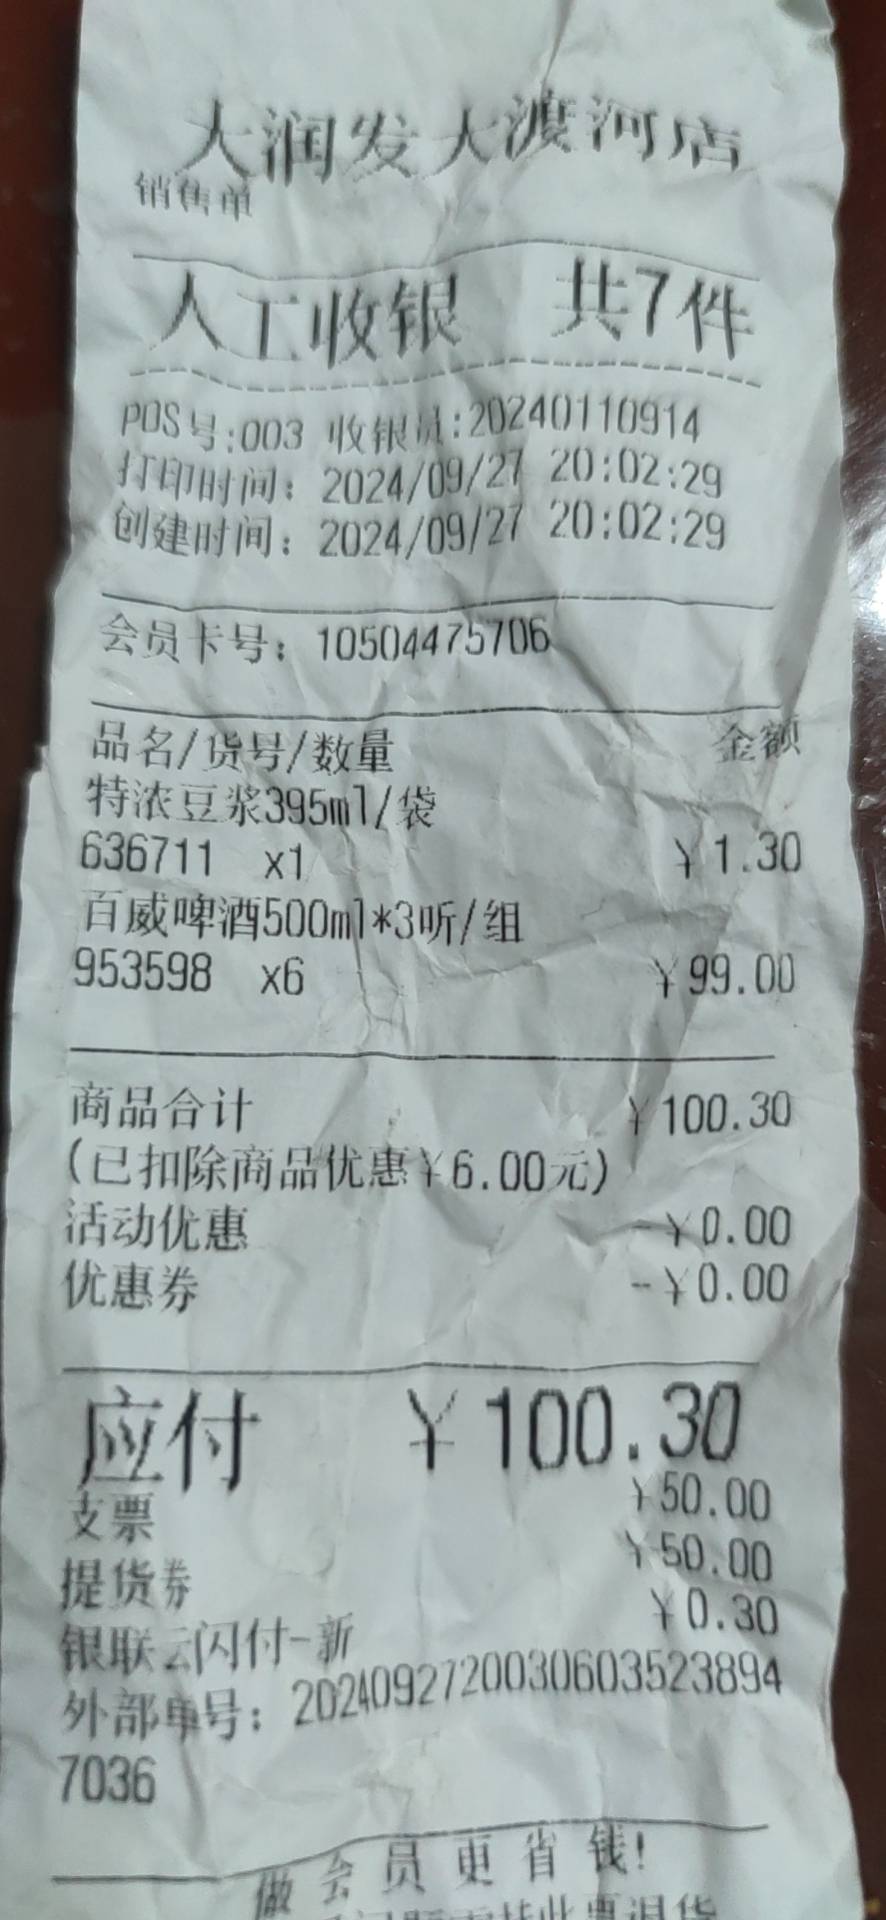 大润发大渡河店
销售单
人工收银 共7件
POS号:003 收银员:20240110914
打印时间: 2024/09/27 20:02:29
创建时间: 2024/09/27 20:02:29
会员卡号: 10504475706
品名/货号/数量 金额
特浓豆浆395ml/袋
636711 x1 ¥1.30
百威啤酒500ml*3听/组
953598 x6 ¥99.00
商品合计 ¥100.30
(已扣除商品优惠¥6.00元)
活动优惠 -¥0.00
优惠券 -¥0.00
应付 ¥100.30
支票 ¥50.00
提货券 ¥50.00
银联云闪付-新 ¥0.30
外部单号: 2024092720030603523894
7036
做会员更省钱!
此票退货